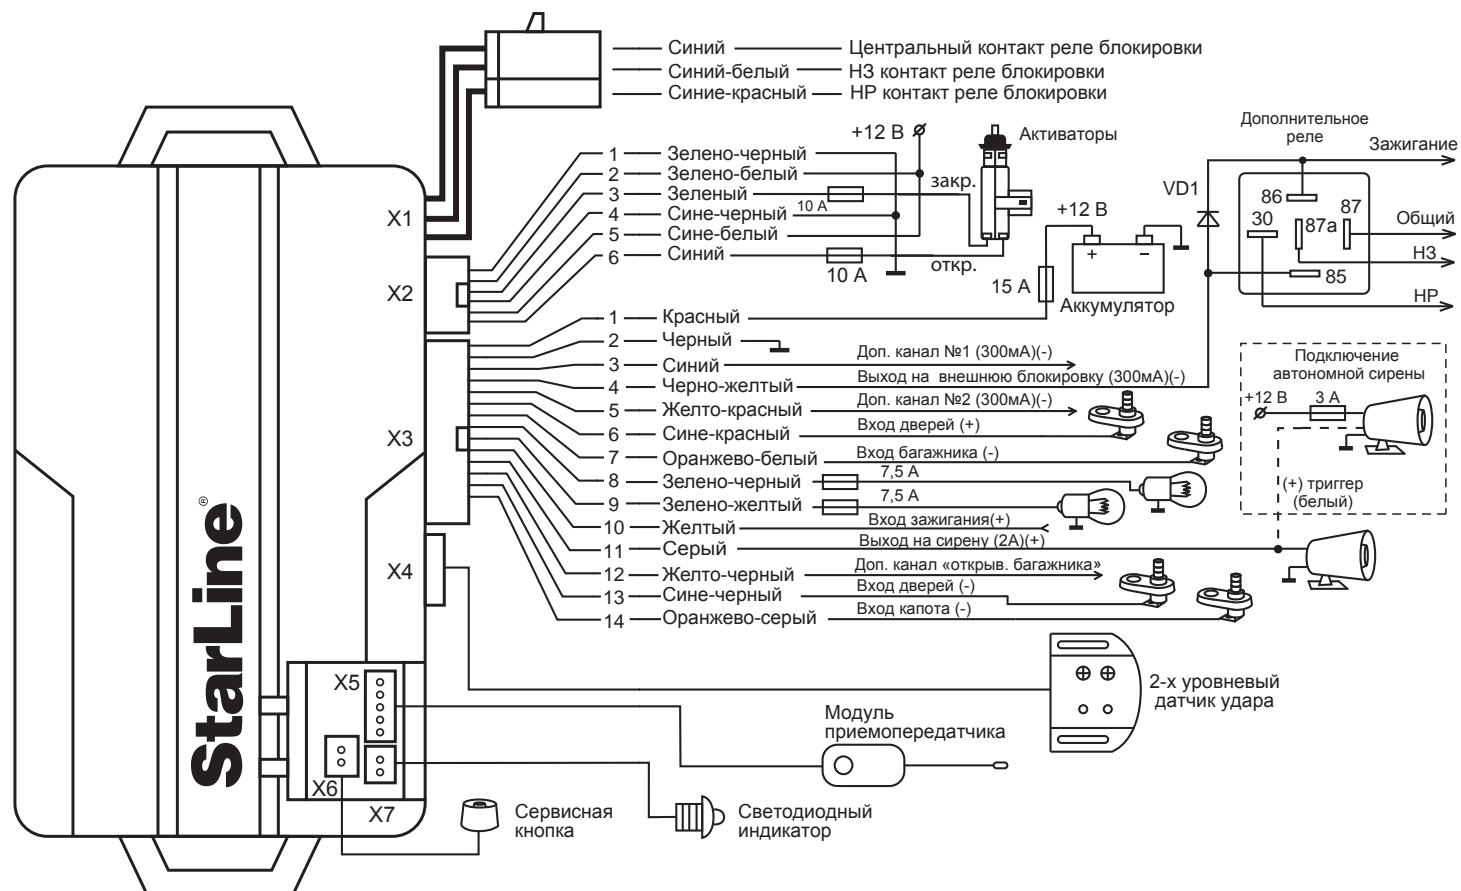 Синий Центральный контакт реле блокировки
Синий-белый НЗ контакт реле блокировки
Синие-красный НР контакт реле блокировки
X1
1 Зелено-черный
2 Зелено-белый
3 Зеленый 10 А закр.
4 Сине-черный
5 Сине-белый
6 Синий 10 А откр.
+12 В
Активаторы
X2
+12 В
+ −
15 А
Аккумулятор
Дополнительное
реле
Зажигание
VD1
86
30 87а 87
85
Общий
НЗ
НР
X3
1 Красный
2 Черный
3 Синий Доп. канал №1 (300мА)(-)
4 Черно-желтый Выход на внешнюю блокировку (300мА)(-)
5 Желто-красный Доп. канал №2 (300мА)(-)
6 Сине-красный Вход дверей (+)
7 Оранжево-белый Вход багажника (-)
8 Зелено-черный 7,5 А
9 Зелено-желтый 7,5 А
10 Желтый Вход зажигания(+)
11 Серый Выход на сирену (2А)(+)
12 Желто-черный Доп. канал «открыв. багажника»
13 Сине-черный Вход дверей (-)
14 Оранжево-серый Вход капота (-)
Подключение
автономной сирены
+12 В 3 А
(+) триггер
(белый)
X4
2-х уровневый
датчик удара
StarLine®
X5
Модуль
приемопередатчика
X6
X7
Сервисная
кнопка
Светодиодный
индикатор